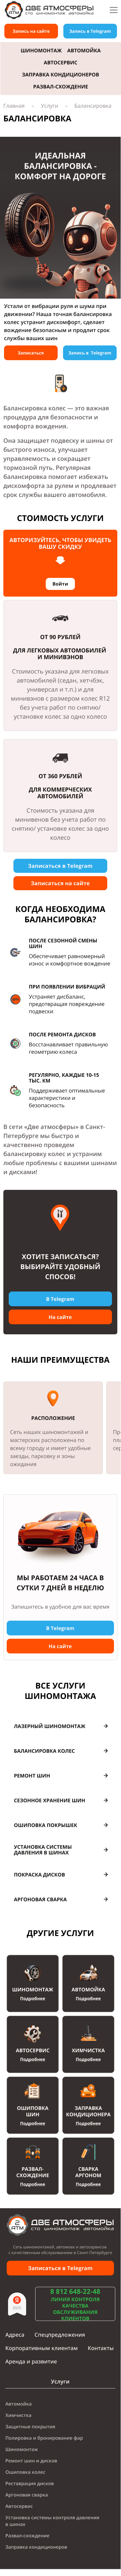 ДВЕ АТМОСФЕРЫ
сеть шиномонтаж автомойка
Запись на сайте
Запись в Telegram
ШИНОМОНТАЖ
АВТОМОЙКА
АВТОСЕРВИС
ЗАПРАВКА КОНДИЦИОНЕРОВ
РАЗВАЛ-СХОЖДЕНИЕ
Главная
Услуги
Балансировка
БАЛАНСИРОВКА
ИДЕАЛЬНАЯ
БАЛАНСИРОВКА -
КОМФОРТ НА ДОРОГЕ
Устали от вибрации руля и шума при
движении? Наша точная балансировка
колес устранит дискомфорт, сделает
вождение безопасным и продлит срок
службы ваших шин
Записаться
Запись в Telegram
Балансировка колес — это важная
процедура для безопасности и
комфорта вождения.
Она защищает подвеску и шины от
быстрого износа, улучшает
управляемость и сокращает
тормозной путь. Регулярная
балансировка помогает избежать
дискомфорта за рулем и продлевает
срок службы вашего автомобиля.
СТОИМОСТЬ УСЛУГИ
АВТОРИЗУЙТЕСЬ, ЧТОБЫ УВИДЕТЬ
ВАШУ СКИДКУ
Войти
ОТ 90 РУБЛЕЙ
ДЛЯ ЛЕГКОВЫХ АВТОМОБИЛЕЙ
И МИНИВЭНОВ
Стоимость указана для легковых
автомобилей (седан, хетчбэк,
универсал и т.п.) и для
минивэнов с размером колес R12
без учета работ по снятию/
установке колес за одно колесо
ОТ 360 РУБЛЕЙ
ДЛЯ КОММЕРЧЕСКИХ
АВТОМОБИЛЕЙ
Стоимость указана для
минивэнов без учета работ по
снятию/ установке колес за одно
колесо
Записаться в Telegram
Записаться на сайте
КОГДА НЕОБХОДИМА
БАЛАНСИРОВКА?
ПОСЛЕ СЕЗОННОЙ СМЕНЫ
ШИН
Обеспечивает равномерный
износ и комфортное вождение
ПРИ ПОЯВЛЕНИИ ВИБРАЦИЙ
Устраняет дисбаланс,
предотвращая повреждение
подвески
ПОСЛЕ РЕМОНТА ДИСКОВ
Восстанавливает правильную
геометрию колеса
РЕГУЛЯРНО, КАЖДЫЕ 10-15
ТЫС. КМ
Поддерживает оптимальные
характеристики и
безопасность
В сети «Две атмосферы» в Санкт-
Петербурге мы быстро и
качественно проведем
балансировку колес и устраним
любые проблемы с вашими шинами
и дисками!
ХОТИТЕ ЗАПИСАТЬСЯ?
ВЫБИРАЙТЕ УДОБНЫЙ
СПОСОБ!
В Telegram
На сайте
НАШИ ПРЕИМУЩЕСТВА
РАСПОЛОЖЕНИЕ
Сеть наших шиномонтажей и
мастерских расположена по
всему городу и имеет удобные
заезды, парковку и зоны
ожидания
МЫ РАБОТАЕМ 24 ЧАСА В
СУТКИ 7 ДНЕЙ В НЕДЕЛЮ
Запишитесь в удобное для вас время
В Telegram
На сайте
ВСЕ УСЛУГИ
ШИНОМОНТАЖА
ЛАЗЕРНЫЙ ШИНОМОНТАЖ
БАЛАНСИРОВКА КОЛЕС
РЕМОНТ ШИН
СЕЗОННОЕ ХРАНЕНИЕ ШИН
ОШИПОВКА ПОКРЫШЕК
УСТАНОВКА СИСТЕМЫ
ДАВЛЕНИЯ В ШИНАХ
ПОКРАСКА ДИСКОВ
АРГОНОВАЯ СВАРКА
ДРУГИЕ УСЛУГИ
ШИНОМОНТАЖ
Подробнее
АВТОМОЙКА
Подробнее
АВТОСЕРВИС
Подробнее
ХИМЧИСТКА
Подробнее
ОШИПОВКА
ШИН
Подробнее
ЗАПРАВКА
КОНДИЦИОНЕРА
Подробнее
РАЗВАЛ-
СХОЖДЕНИЕ
Подробнее
СВАРКА
АРГОНОМ
Подробнее
ДВЕ АТМОСФЕРЫ
сеть шиномонтаж автомойка
Сеть шиномонтажей, автомоек и автосервисов
с качественным обслуживанием в Санкт-Петербурге
Записаться в Telegram
8 812 648-22-48
ЛИНИЯ КОНТРОЛЯ
КАЧЕСТВА
ОБСЛУЖИВАНИЯ
КЛИЕНТОВ
Адреса
Спецпредложения
Корпоративным клиентам
Контакты
Аренда и развитие
Услуги
Автомойка
Химчистка
Защитные покрытия
Полировка и бронирование фар
Шиномонтаж
Ремонт шин и дисков
Ошиповка колес
Реставрация дисков
Аргоновая сварка
Автосервис
Установка системы контроля давления
в шинах
Развал-схождение
Заправка кондиционеров